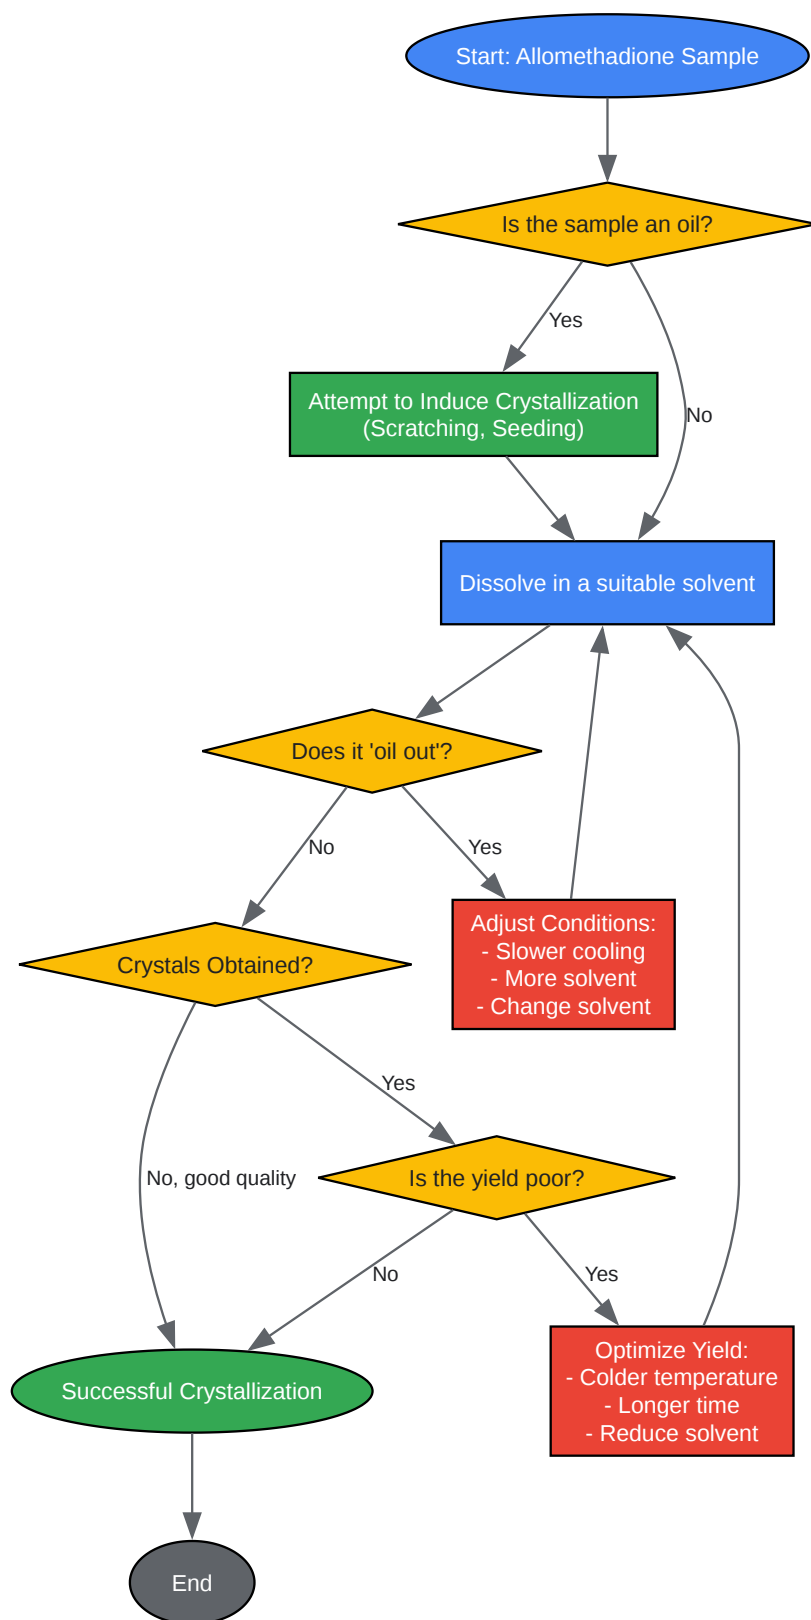 Start: Allomethadione Sample
Is the sample an oil?
Yes
Attempt to Induce Crystallization
(Scratching, Seeding)
No
Dissolve in a suitable solvent
Does it 'oil out'?
No
Yes
Adjust Conditions:
- Slower cooling
- More solvent
- Change solvent
Crystals Obtained?
Yes
No, good quality
Is the yield poor?
No
Yes
Optimize Yield:
- Colder temperature
- Longer time
- Reduce solvent
Successful Crystallization
End